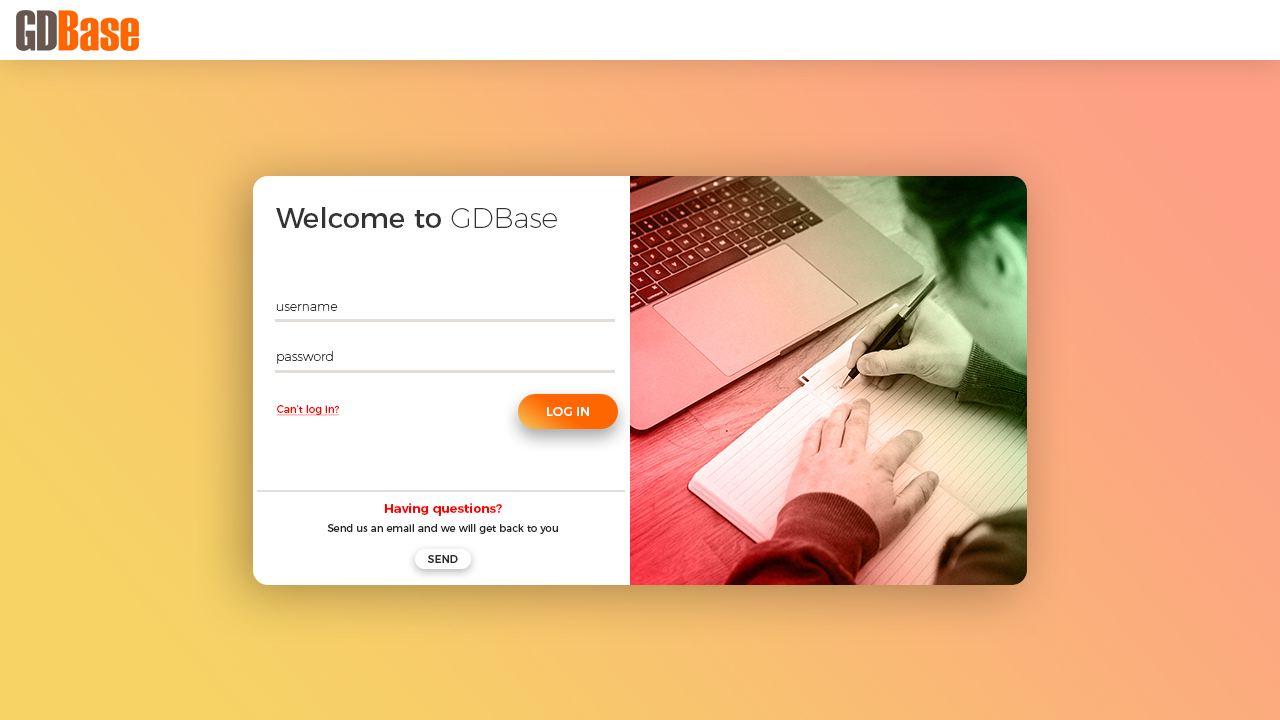 GDBase
Welcome to GDBase
username
password
Can't log in?
LOG IN
Having questions?
Send us an email and we will get back to you
SEND